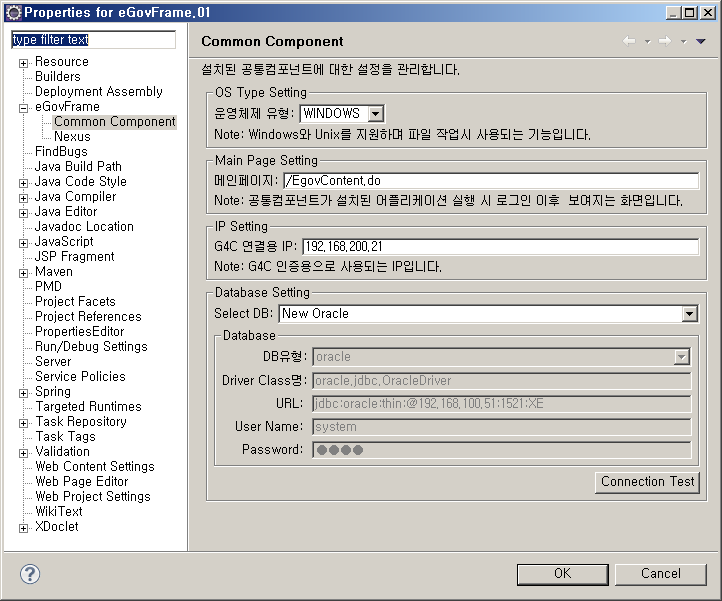 Properties for eGovFrame.01
type filter text
Resource
Builders
Deployment Assembly
eGovFrame
Common Component
Nexus
FindBugs
Java Build Path
Java Code Style
Java Compiler
Java Editor
Javadoc Location
JavaScript
JSP Fragment
Maven
PMD
Project Facets
Project References
PropertiesEditor
Run/Debug Settings
Server
Service Policies
Spring
Targeted Runtimes
Task Repository
Task Tags
Validation
Web Content Settings
Web Page Editor
Web Project Settings
WikiText
XDoclet
Common Component
설치된 공통컴포넌트에 대한 설정을 관리합니다.
OS Type Setting
운영체제 유형: WINDOWS
Note: Windows와 Unix를 지원하며 파일 작업시 사용되는 기능입니다.
Main Page Setting
메인페이지: /EgovContent.do
Note: 공통컴포넌트가 설치된 어플리케이션 실행 시 로그인 이후 보여지는 화면입니다.
IP Setting
G4C 연결용 IP: 192.168.200.21
Note: G4C 인증용으로 사용되는 IP입니다.
Database Setting
Select DB: New Oracle
Database
DB유형: oracle
Driver Class명: oracle.jdbc.OracleDriver
URL: jdbc:oracle:thin:@192.168.100.51:1521:XE
User Name: system
Password: ●●●●
Connection Test
?
OK
Cancel